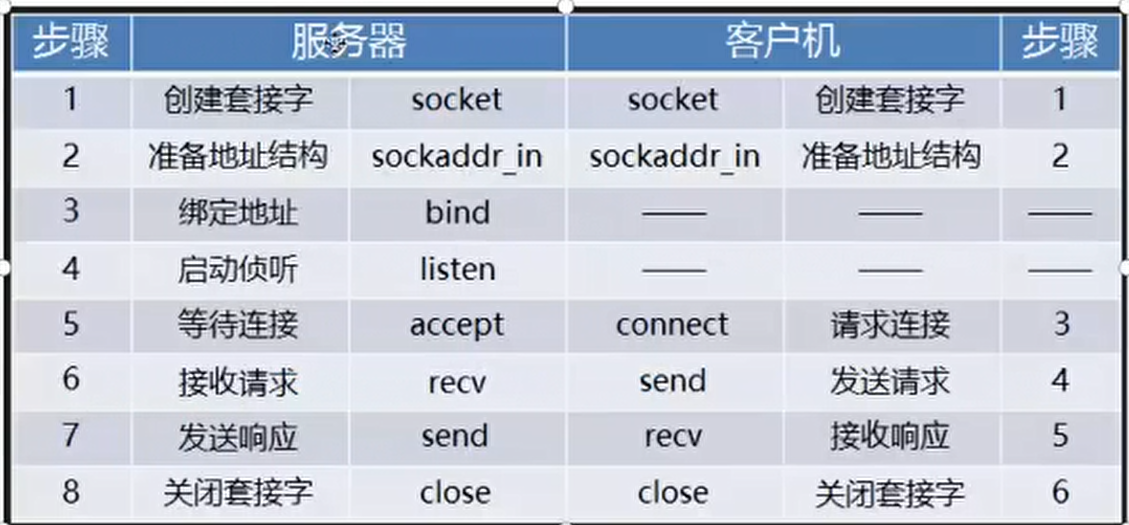 步骤 服务器 客户机 步骤
1 创建套接字 socket socket 创建套接字 1
2 准备地址结构 sockaddr_in sockaddr_in 准备地址结构 2
3 绑定地址 bind —— —— ——
4 启动侦听 listen —— —— ——
5 等待连接 accept connect 请求连接 3
6 接收请求 recv send 发送请求 4
7 发送响应 send recv 接收响应 5
8 关闭套接字 close close 关闭套接字 6